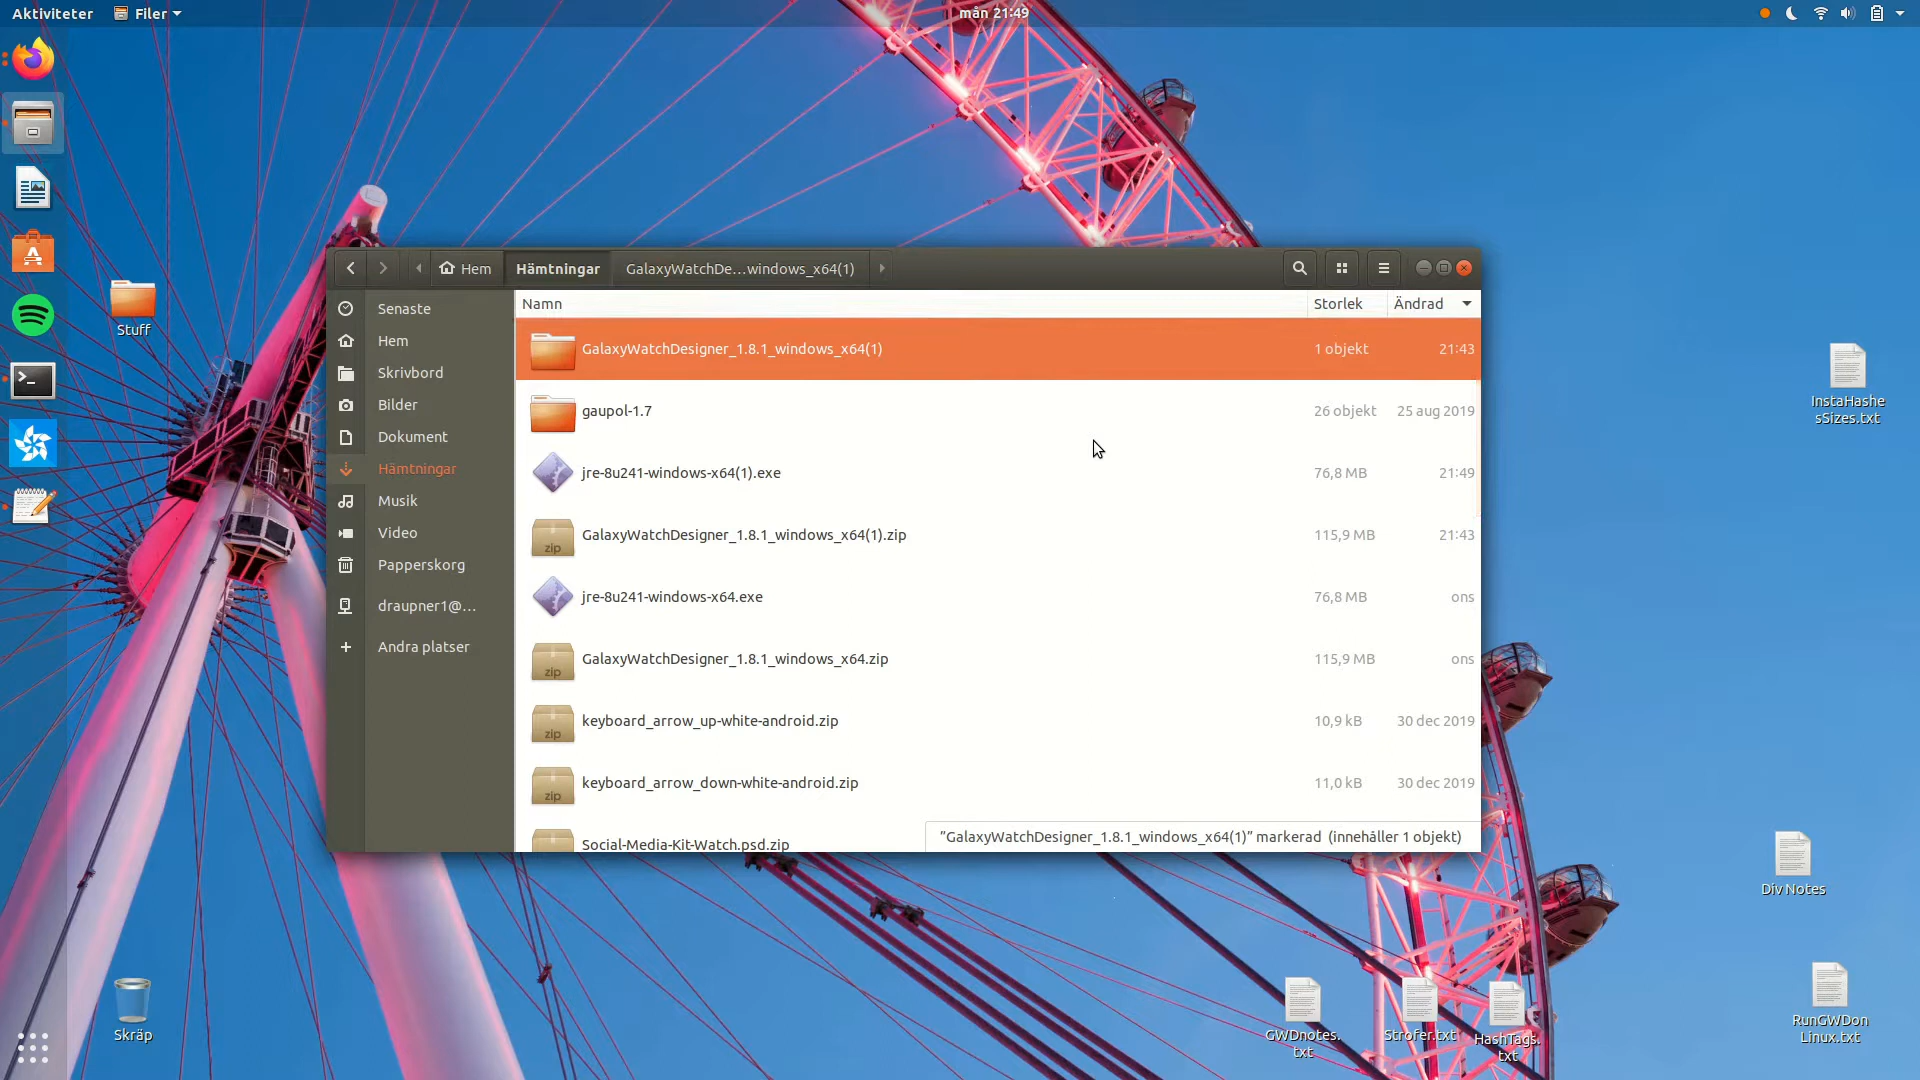 Aktiviteter
Filer
mån 21:49
Stuff
Skräp
Hem
Hämtningar
GalaxyWatchDe…windows_x64(1)
Senaste
Hem
Skrivbord
Bilder
Dokument
Hämtningar
Musik
Video
Papperskorg
draupner1@…
Andra platser
Namn Storlek Ändrad
GalaxyWatchDesigner_1.8.1_windows_x64(1) 1 objekt 21:43
gaupol-1.7 26 objekt 25 aug 2019
jre-8u241-windows-x64(1).exe 76,8 MB 21:49
zip GalaxyWatchDesigner_1.8.1_windows_x64(1).zip 115,9 MB 21:43
jre-8u241-windows-x64.exe 76,8 MB ons
zip GalaxyWatchDesigner_1.8.1_windows_x64.zip 115,9 MB ons
zip keyboard_arrow_up-white-android.zip 10,9 kB 30 dec 2019
zip keyboard_arrow_down-white-android.zip 11,0 kB 30 dec 2019
Social-Media-Kit-Watch.psd.zip
"GalaxyWatchDesigner_1.8.1_windows_x64(1)" markerad (innehåller 1 objekt)
InstaHashe
sSizes.txt
Div Notes
GWDnotes.
txt
Strofer.txt
HashTags.
txt
RunGWDon
Linux.txt